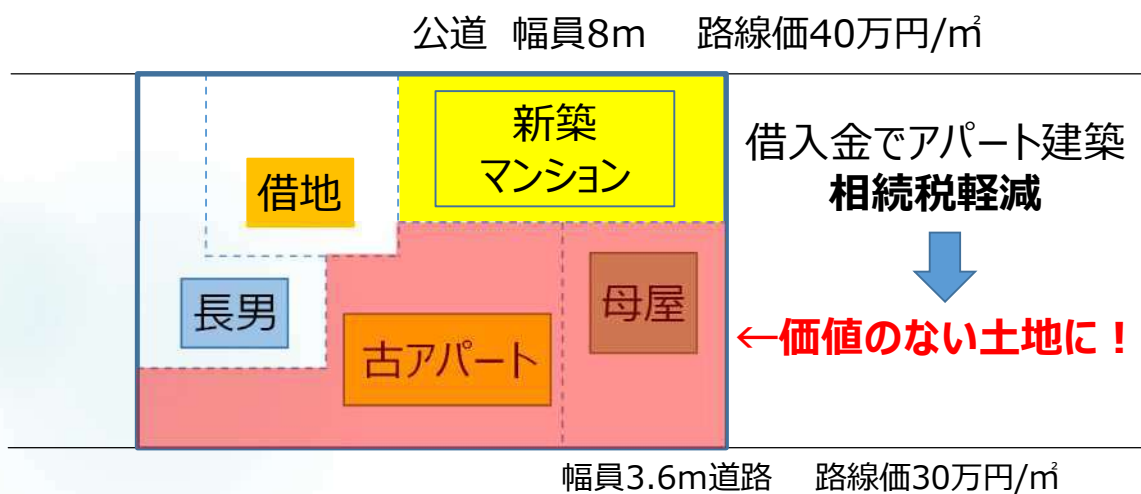 公道 幅員8m 路線価40万円/㎡
新築
マンション
借入金でアパート建築
相続税軽減
借地
長男
母屋
古アパート
←価値のない土地に！
幅員3.6m道路 路線価30万円/㎡